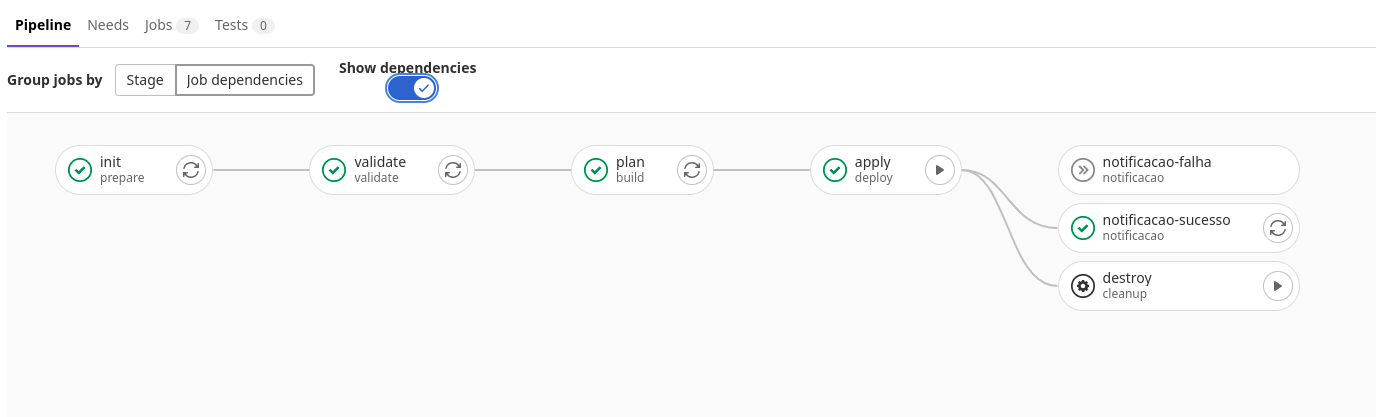 Pipeline Needs Jobs 7 Tests 0
Group jobs by Stage Job dependencies Show dependencies
init
prepare
validate
validate
plan
build
apply
deploy
notificacao-falha
notificacao
notificacao-sucesso
notificacao
destroy
cleanup